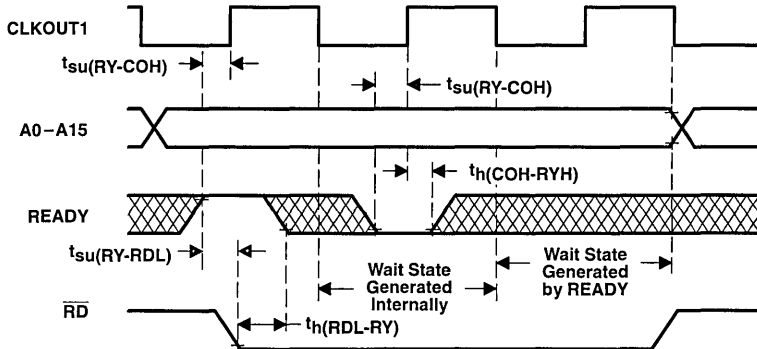 CLKOUT1
tsu(RY-COH)
tsu(RY-COH)
A0–A15
th(COH-RYH)
READY
tsu(RY-RDL)
Wait State
Generated
Internally
Wait State
Generated
by READY
RD
th(RDL-RY)